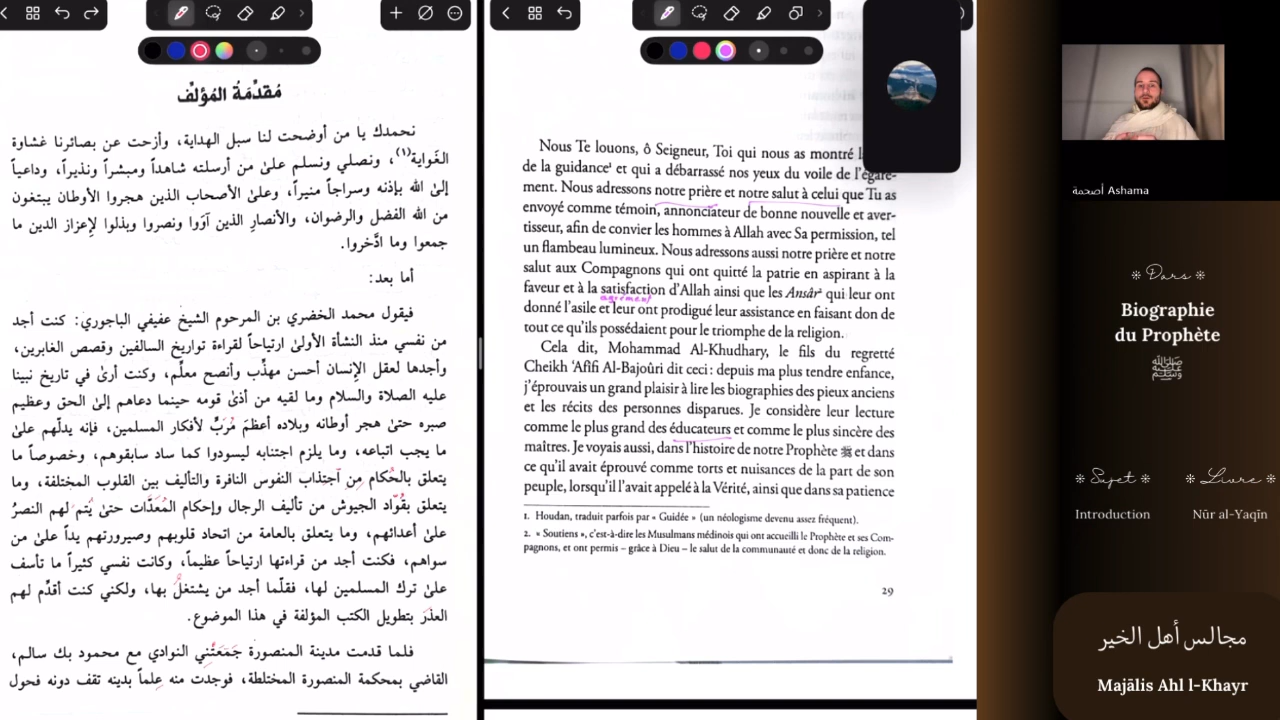 مُقدِّمَةُ المُؤلِّف
نحمدك يا من أوضحت لنا سبل الهداية، وأزحت عن بصائرنا غشاوة
الغَواية(١)، ونصلي ونسلم علىٰ من أرسلته شاهداً ومبشراً ونذيراً، وداعياً
إلىٰ الله بإذنه وسراجاً منيراً، وعلىٰ الأصحاب الذين هجروا الأوطان يبتغون
من الله الفضل والرضوان، والأنصارِ الذين آوَوا ونصروا وبذلوا لإعزاز الدين ما
جمعوا وما ادَّخروا.
أما بعد:
فيقول محمد الخضري بن المرحوم الشيخ عفيفي الباجوري: كنت أجد
من نفسي منذ النشأة الأولىٰ ارتياحاً لقراءة تواريخ السالفين وقصص الغابرين،
وأجدها لعقل الإنسان أحسن مهذِّب وأنصح معلِّم، وكنت أرىٰ في تاريخ نبينا
عليه الصلاة والسلام وما لقيه من أذىٰ قومه حينما دعاهم إلىٰ الحق وعظيم
صبره حتىٰ هجر أوطانه وبلاده أعظمَ مُرَبٍّ لأفكار المسلمين، فإنه يدلّهم علىٰ
ما يجب اتباعه، وما يلزم اجتنابه ليسودوا كما ساد سابقوهم، وخصوصاً ما
يتعلق بالحُكام مِن اَجتذاب النفوس النافرة والتأليف بين القلوب المختلفة، وما
يتعلق بقُوّاد الجيوش من تأليف الرجال وإحكام المُعَدَّات حتىٰ يُتم لهم النصرُ
علىٰ أعدائهم، وما يتعلق بالعامة من اتحاد قلوبهم وصيرورتهم يداً علىٰ من
سواهم، فكنت أجد من قراءتها ارتياحاً عظيماً، وكانت نفسي كثيراً ما تأسف
علىٰ ترك المسلمين لها، فقلّما أجد من يشتغلُ بها، ولكني كنت أقدِّم لهم
العذرَ بتطويل الكتب المؤلفة في هذا الموضوع.
فلما قدمت مدينة المنصورة جَمَعَتْني النوادي مع محمود بك سالم،
القاضي بمحكمة المنصورة المختلطة، فوجدت منه عِلماً بدينه تقف دونه فحول
Nous Te louons, ô Seigneur, Toi qui nous as montré
de la guidance¹ et qui a débarrassé nos yeux du voile de l'égare-
ment. Nous adressons notre prière et notre salut à celui que Tu as
envoyé comme témoin, annonciateur de bonne nouvelle et aver-
tisseur, afin de convier les hommes à Allah avec Sa permission, tel
un flambeau lumineux. Nous adressons aussi notre prière et notre
salut aux Compagnons qui ont quitté la patrie en aspirant à la
faveur et à la satisfaction d'Allah ainsi que les Ansâr² qui leur ont
agrément
donné l'asile et leur ont prodigué leur assistance en faisant don de
tout ce qu'ils possédaient pour le triomphe de la religion.
Cela dit, Mohammad Al-Khudhary, le fils du regretté
Cheikh 'Afîfi Al-Bajoûri dit ceci : depuis ma plus tendre enfance,
j'éprouvais un grand plaisir à lire les biographies des pieux anciens
et les récits des personnes disparues. Je considère leur lecture
comme le plus grand des éducateurs et comme le plus sincère des
maîtres. Je voyais aussi, dans l'histoire de notre Prophète ﷺ et dans
ce qu'il avait éprouvé comme torts et nuisances de la part de son
peuple, lorsqu'il l'avait appelé à la Vérité, ainsi que dans sa patience
1. Houdan, traduit parfois par « Guidée » (un néologisme devenu assez fréquent).
2. « Soutiens », c'est-à-dire les Musulmans médinois qui ont accueilli le Prophète et ses Com-
pagnons, et ont permis – grâce à Dieu – le salut de la communauté et donc de la religion.
29
أصحمة Ashama
Dars
Biographie
du Prophète
ﷺ
Sujet
Introduction
Livre
Nūr al-Yaqīn
مجالس أهل الخير
Majālis Ahl l-Khayr